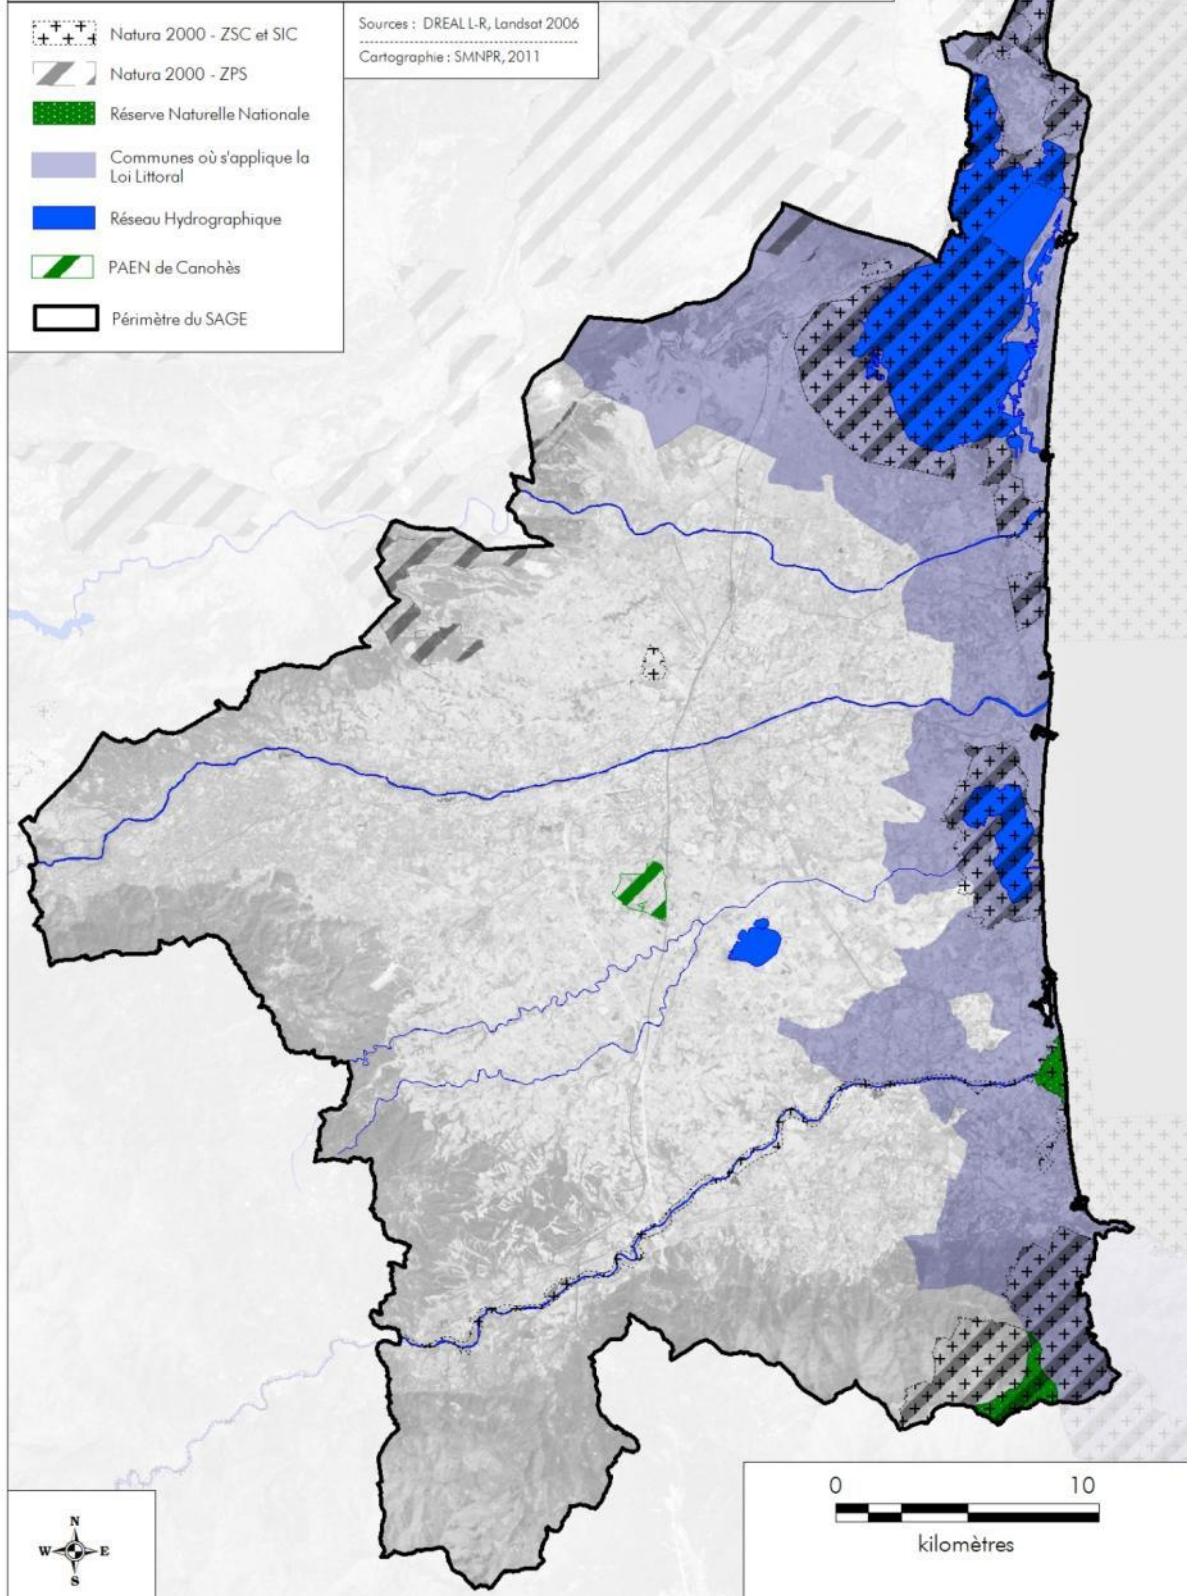 Natura 2000 - ZSC et SIC
Natura 2000 - ZPS
Réserve Naturelle Nationale
Communes où s'applique la
Loi Littoral
Réseau Hydrographique
PAEN de Canohès
Périmètre du SAGE
Sources : DREAL L-R, Landsat 2006
Cartographie : SMNPR, 2011
N
W E
S
0 10
kilomètres